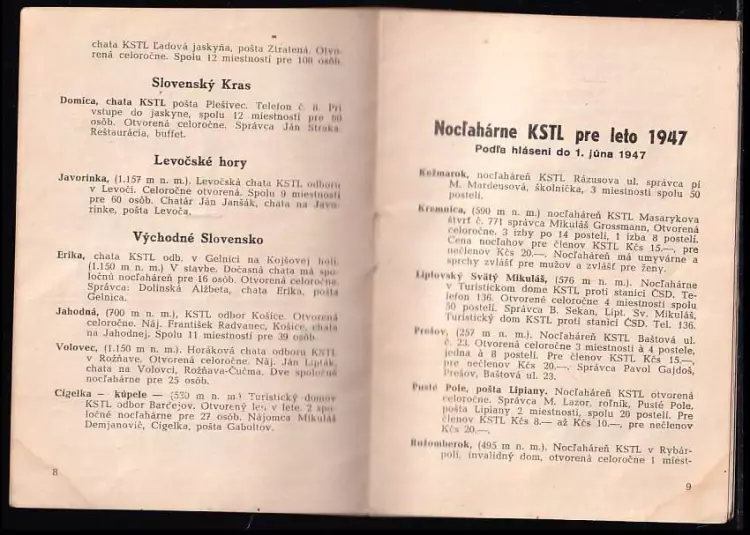 chata KSTL Ľadová jaskyňa, pošta Ztratená. Otvo-
rená celoročne. Spolu 12 miestností pre 100 osôb.
Slovenský Kras
Domica, chata KSTL pošta Plešivec. Telefon č. 8. Pri
vstupe do jaskyne, spolu 12 miestností pre 60
osôb. Otvorená celoročne. Správca Ján Straka.
Reštaurácia, buffet.
Levočské hory
Javorinka, (1.157 m n. m.). Levočská chata KSTL odboru
v Levoči. Celoročne otvorená. Spolu 9 miestností
pre 60 osôb. Chatár Ján Janšák, chata na Javo-
rinke, pošta Levoča.
Východné Slovensko
Erika, chata KSTL odb. v Gelnici na Kojšovej holi.
(1.150 m n. m.) V stavbe. Dočasná chata má spo-
ločnú nocľaháreň pre 16 osôb. Otvorená celoročne.
Správca: Dolinská Alžbeta, chata Erika, pošta
Gelnica.
Jahodná, (700 m n. m.), KSTL odbor Košice. Otvorená
celoročne. Náj. František Radvanec, Košice, chata
na Jahodnej. Spolu 11 miestností pre 39 osôb.
Volovec, (1.150 m n. m.). Horáková chata odboru KSTL
v Rožňave. Otvorená celoročne. Náj. Ján Lipták,
chata na Volovci, Rožňava-Čučma. Dve spoločné
nocľahárne pre 25 osôb.
Cigeľka — kúpele — (530 m n. m.) Turistický domov
KSTL odbor Barčejov. Otvorený len v lete. 2 spo-
ločné nocľahárne pre 27 osôb. Nájomca Mikuláš
Demjanovič, Cigeľka, pošta Gaboltov.
8
Nocľahárne KSTL pre leto 1947
Podľa hlásení do 1. júna 1947
Kežmarok, nocľaháreň KSTL Rázusova ul. správca pí
M. Mardeusová, školníčka, 3 miestnosti spolu 50
postelí.
Kremnica, (590 m n. m.) nocľaháreň KSTL Masarykova
štvrť č. 771 správca Mikuláš Grossmann, Otvorená
celoročne. 3 izby po 14 postelí, 1 izba 8 postelí.
Cena nocľahov pre členov KSTL Kčs 15.—, pre
nečlenov Kčs 20.—. Nocľaháreň má umyvárne a
sprchy zvlášť pre mužov a zvlášť pre ženy.
Liptovský Svätý Mikuláš, (576 m n. m.). Nocľahárne
v Turistickom dome KSTL proti stanici ČSD. Te-
lefon 136. Otvorené celoročne 4 miestnosti spolu
50 postelí. Správca B. Sekan, Lipt. Sv. Mikuláš,
Turistický dom KSTL proti stanici ČSD. Tel. 136.
Prešov, (257 m n. m.). Nocľaháreň KSTL Baštová ul.
č. 23. Otvorená celoročne 3 miestnosti á 4 postele,
jedna á 8 postelí. Pre členov KSTL Kčs 15.—,
pre nečlenov Kčs 20.—. Správca Pavol Gajdoš,
Prešov, Baštová ul. 23.
Pusté Pole, pošta Lipiany. Nocľaháreň KSTL otvorená
celoročne. Správca M. Lazor, roľník, Pusté Pole,
pošta Lipiany 2 miestnosti, spolu 20 postelí. Pre
členov KSTL Kčs 8.— až Kčs 10.—, pre nečlenov
Kčs 20.—.
Ružomberok, (495 m n. m.). Nocľaháreň KSTL v Rybár-
poli, invalidný dom, otvorená celoročne 1 miest-
9